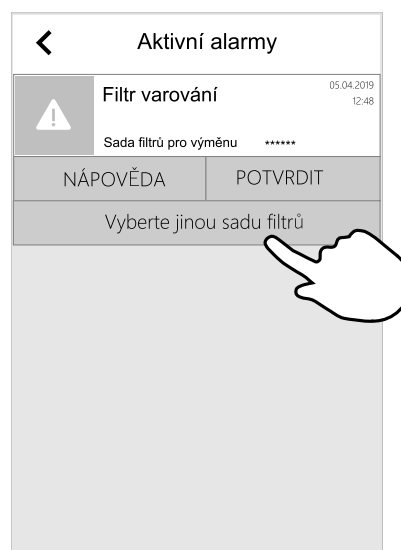 Aktivní alarmy
Filtr varování
05.04.2019
12:48
Sada filtrů pro výměnu ******
NÁPOVĚDA
POTVRDIT
Vyberte jinou sadu filtrů